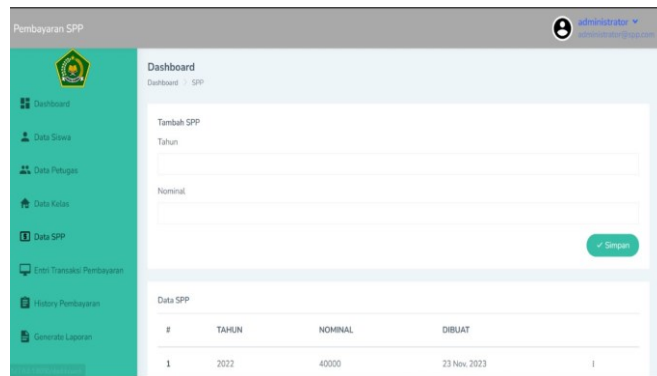 Pembayaran SPP
administrator
administrator@spp.com
Dashboard
Dashboard > SPP
Dashboard
Data Siswa
Data Petugas
Data Kelas
Data SPP
Entri Transaksi Pembayaran
History Pembayaran
Generate Laporan
Tambah SPP
Tahun
Nominal
✓ Simpan
Data SPP
# TAHUN NOMINAL DIBUAT
1 2022 40000 23 Nov, 2023